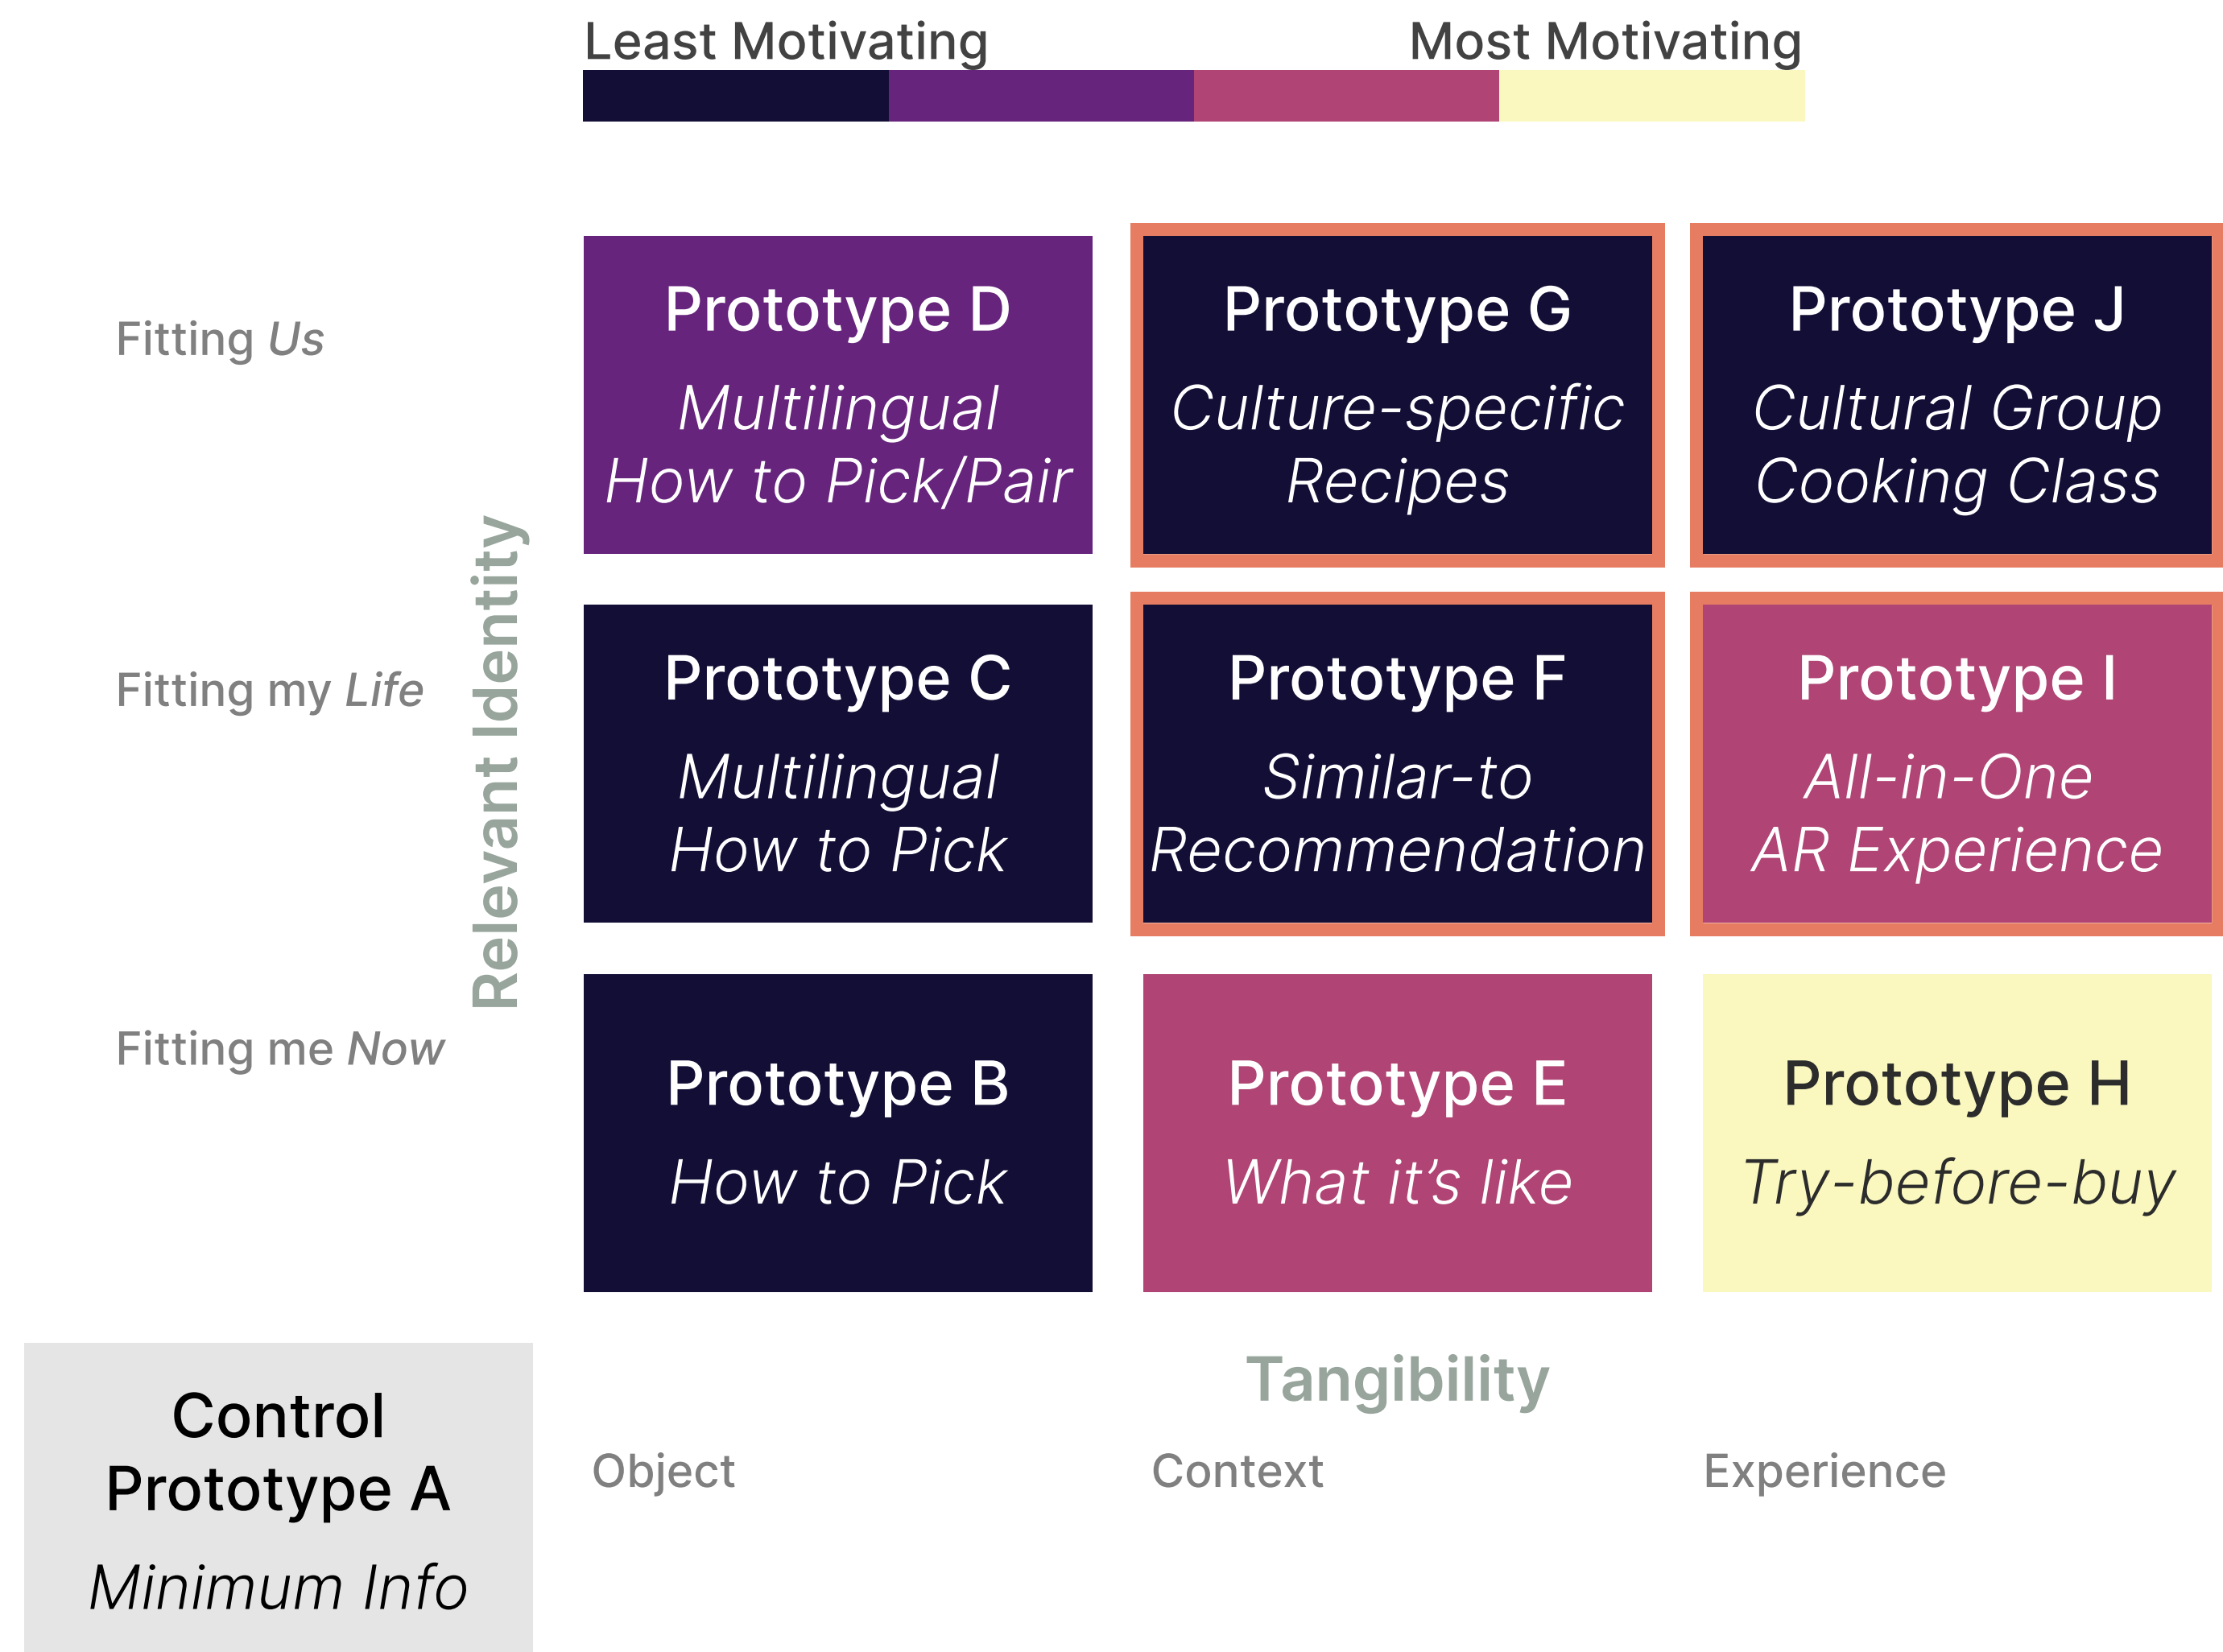 Least Motivating
Most Motivating
Fitting Us
Prototype D
Multilingual
How to Pick/Pair
Prototype G
Culture-specific
Recipes
Prototype J
Cultural Group
Cooking Class
Relevant Identity
Fitting my Life
Prototype C
Multilingual
How to Pick
Prototype F
Similar-to
Recommendation
Prototype I
All-in-One
AR Experience
Fitting me Now
Prototype B
How to Pick
Prototype E
What it’s like
Prototype H
Try-before-buy
Control
Prototype A
Minimum Info
Tangibility
Object
Context
Experience